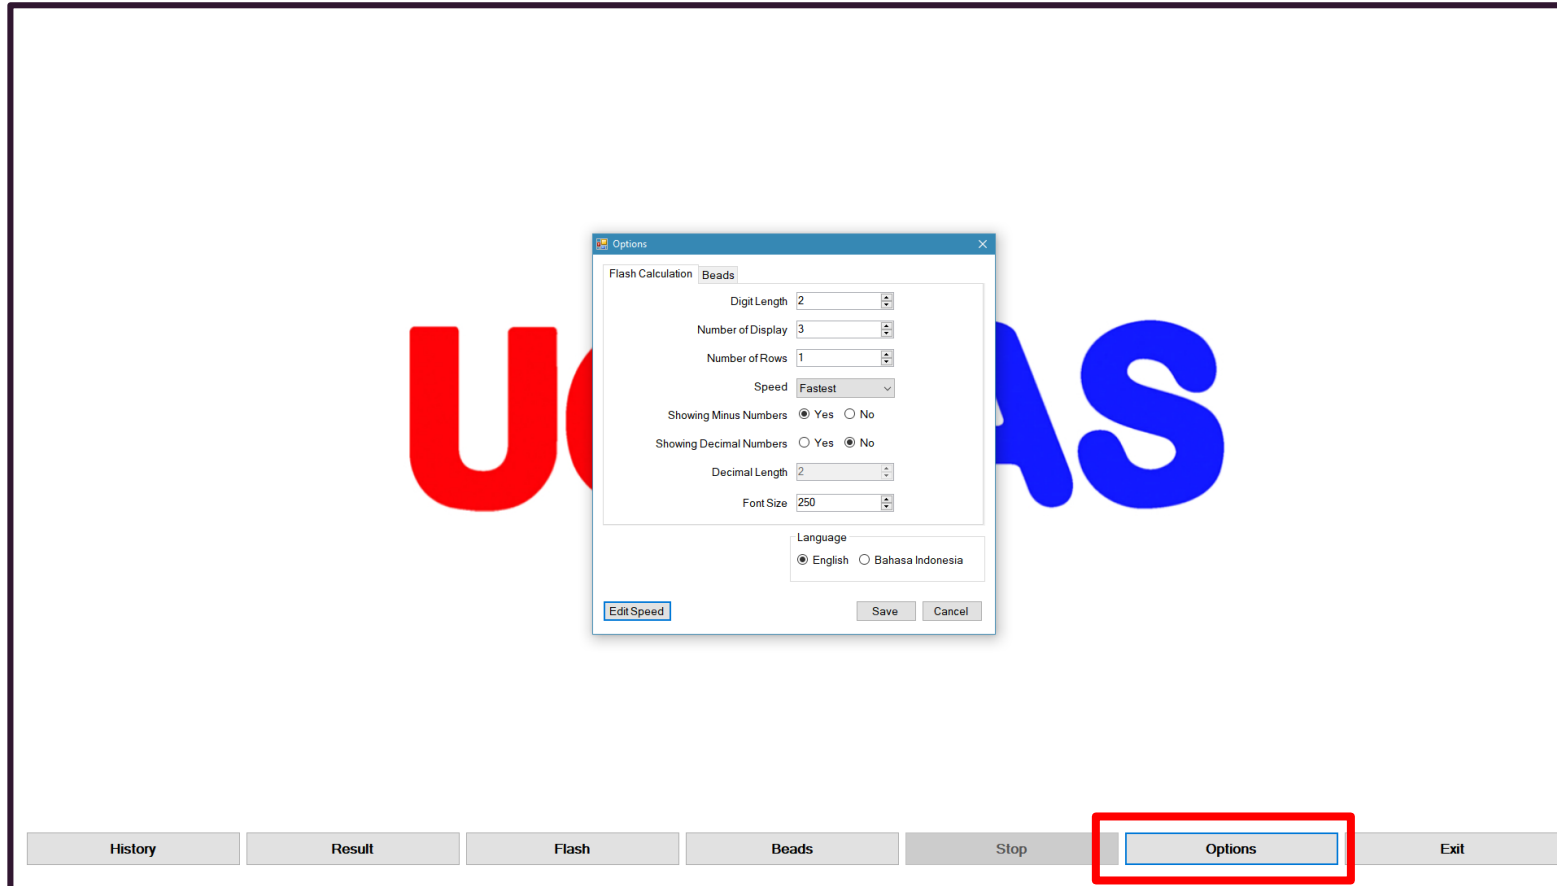 Options
Flash Calculation Beads
Digit Length 2
Number of Display 3
Number of Rows 1
Speed Fastest
Showing Minus Numbers Yes No
Showing Decimal Numbers Yes No
Decimal Length 2
Font Size 250
Language
English Bahasa Indonesia
Edit Speed Save Cancel
U
AS
History Result Flash Beads Stop Options Exit